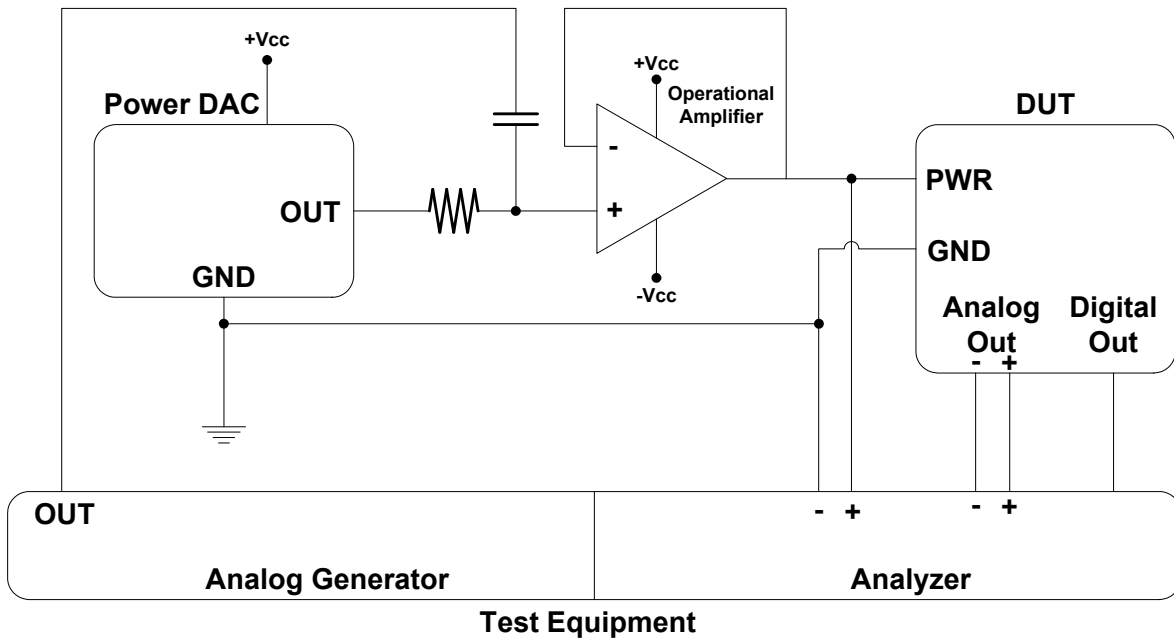 +Vcc
Power DAC
OUT
GND
+Vcc
Operational
Amplifier
-
+
-Vcc
DUT
PWR
GND
Analog
Out
- +
Digital
Out
OUT
- +
- +
Analog Generator
Analyzer
Test Equipment